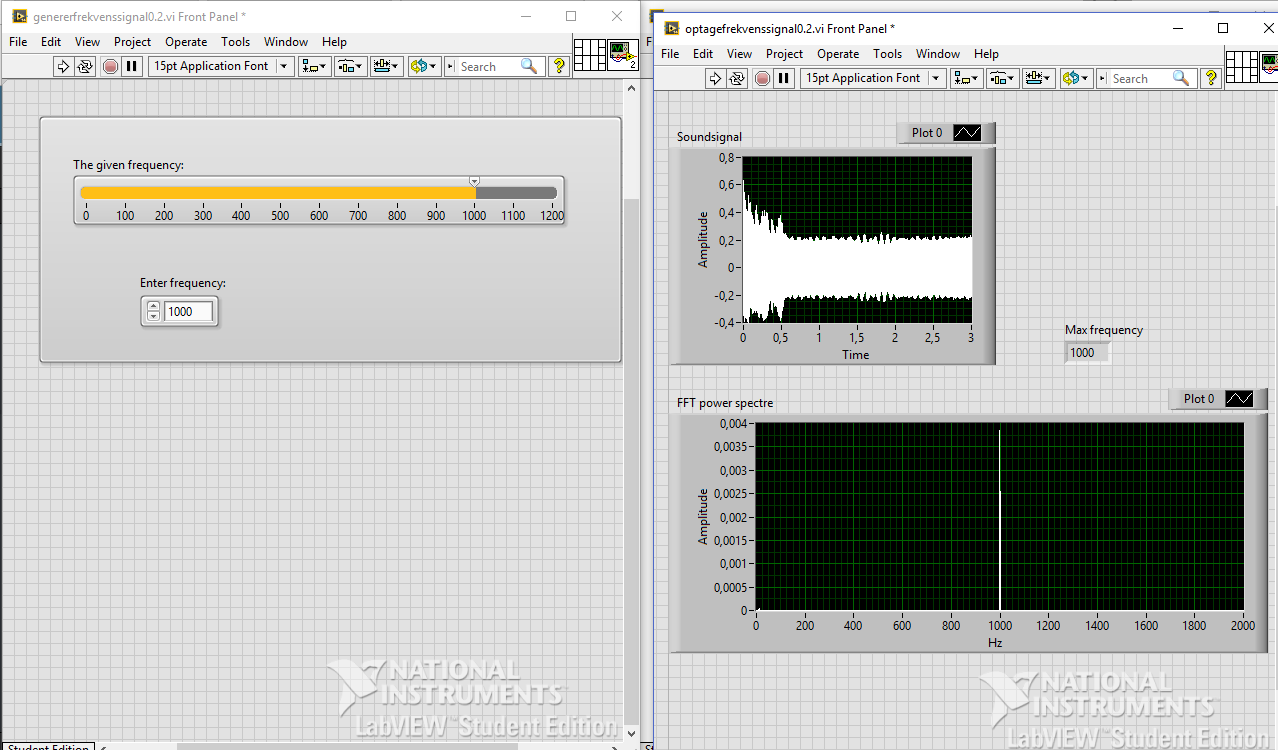 genererfrekvenssignal0.2.vi Front Panel *
File Edit View Project Operate Tools Window Help
15pt Application Font Search ? 2
The given frequency:
0 100 200 300 400 500 600 700 800 900 1000 1100 1200
Enter frequency:
1000
NATIONAL
INSTRUMENTS
LabVIEW™ Student Edition
Student Edition
optagefrekvenssignal0.2.vi Front Panel *
File Edit View Project Operate Tools Window Help
15pt Application Font Search ?
Soundsignal
Plot 0
0,8
0,6
0,4
0,2
0
-0,2
-0,4
Amplitude
0 0,5 1 1,5 2 2,5 3
Time
Max frequency
1000
FFT power spectre
Plot 0
0,004
0,0035
0,003
0,0025
0,002
0,0015
0,001
0,0005
0
Amplitude
0 200 400 600 800 1000 1200 1400 1600 1800 2000
Hz
NATIONAL
INSTRUMENTS
LabVIEW™ Student Edition